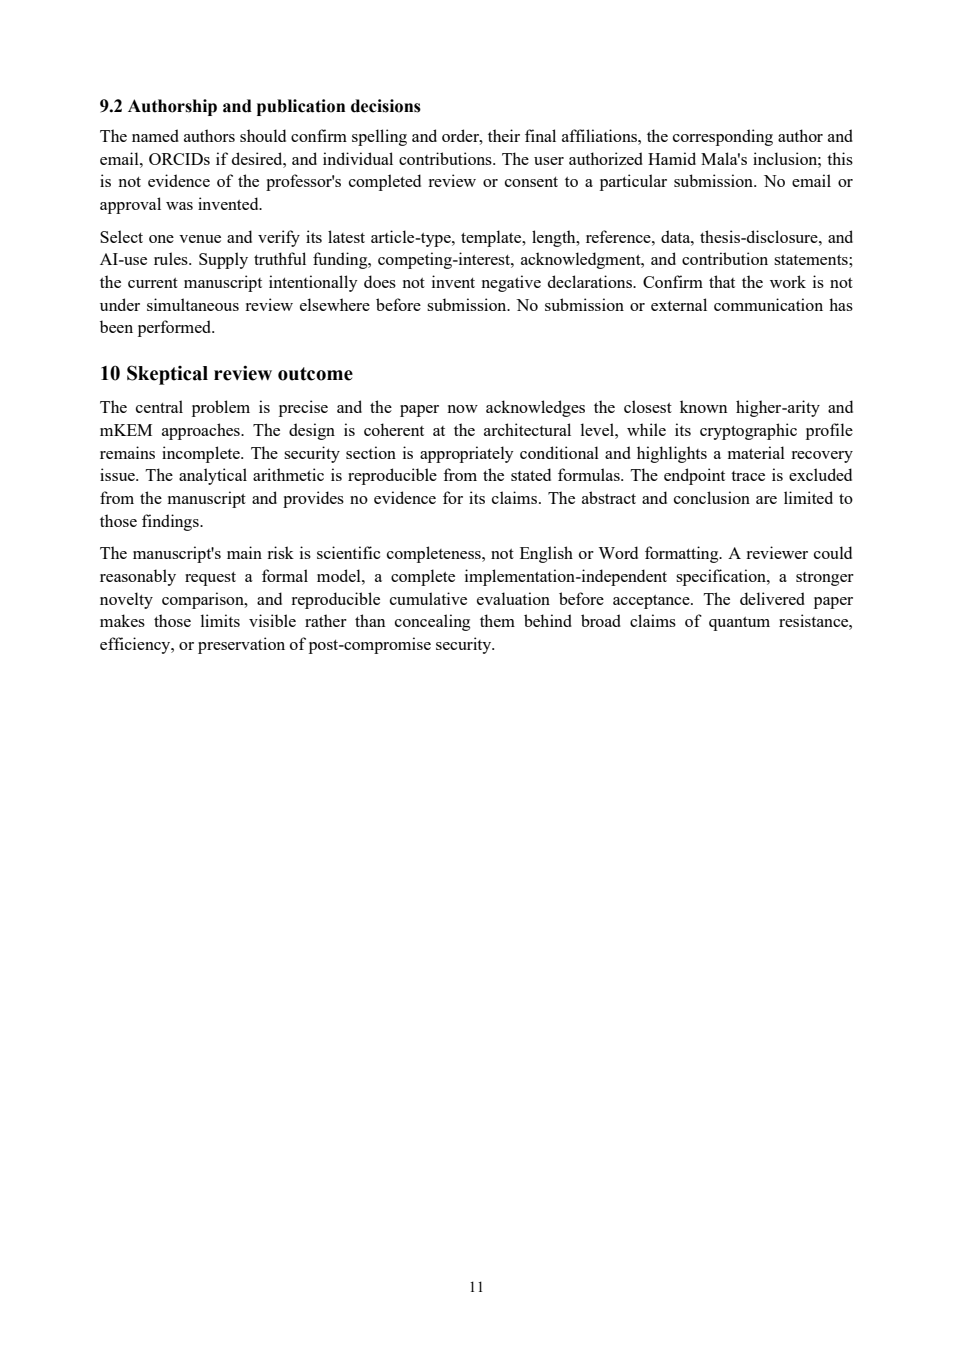 9.2 Authorship and publication decisions
The named authors should confirm spelling and order, their final affiliations, the corresponding author and
email, ORCIDs if desired, and individual contributions. The user authorized Hamid Mala's inclusion; this
is not evidence of the professor's completed review or consent to a particular submission. No email or
approval was invented.
Select one venue and verify its latest article-type, template, length, reference, data, thesis-disclosure, and
AI-use rules. Supply truthful funding, competing-interest, acknowledgment, and contribution statements;
the current manuscript intentionally does not invent negative declarations. Confirm that the work is not
under simultaneous review elsewhere before submission. No submission or external communication has
been performed.
10 Skeptical review outcome
The central problem is precise and the paper now acknowledges the closest known higher-arity and
mKEM approaches. The design is coherent at the architectural level, while its cryptographic profile
remains incomplete. The security section is appropriately conditional and highlights a material recovery
issue. The analytical arithmetic is reproducible from the stated formulas. The endpoint trace is excluded
from the manuscript and provides no evidence for its claims. The abstract and conclusion are limited to
those findings.
The manuscript's main risk is scientific completeness, not English or Word formatting. A reviewer could
reasonably request a formal model, a complete implementation-independent specification, a stronger
novelty comparison, and reproducible cumulative evaluation before acceptance. The delivered paper
makes those limits visible rather than concealing them behind broad claims of quantum resistance,
efficiency, or preservation of post-compromise security.
11